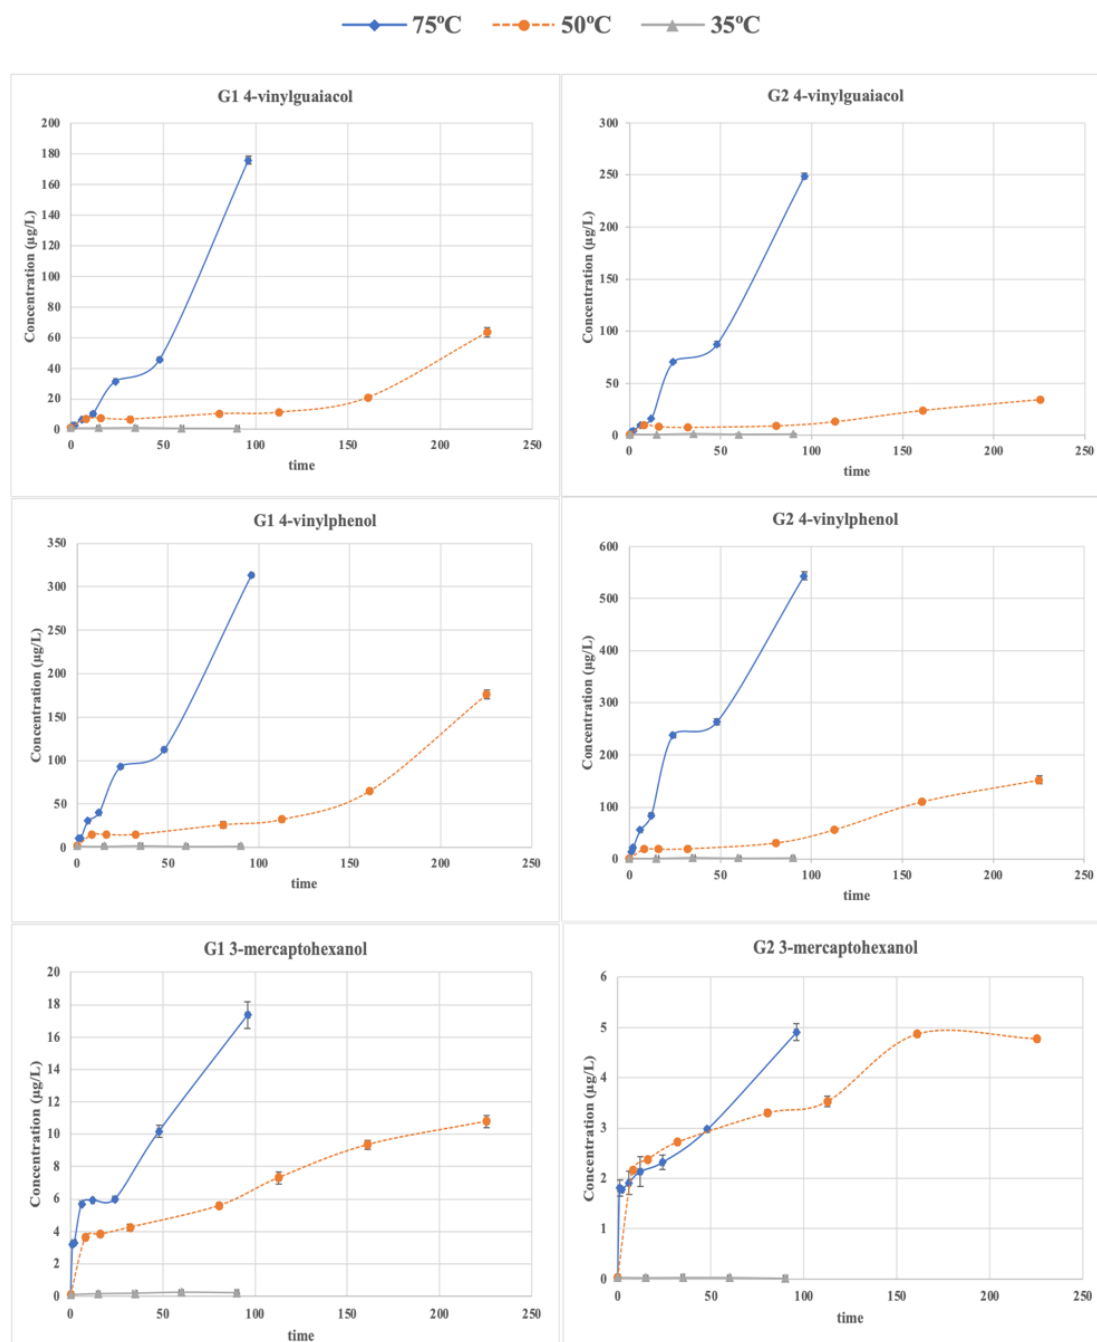 75ºC 50ºC 35ºC
G1 4-vinylguaiacol
Concentration (µg/L)
200
180
160
140
120
100
80
60
40
20
0
0 50 100 150 200 250
time
G2 4-vinylguaiacol
Concentration (µg/L)
300
250
200
150
100
50
0
0 50 100 150 200 250
time
G1 4-vinylphenol
Concentration (µg/L)
350
300
250
200
150
100
50
0
0 50 100 150 200 250
time
G2 4-vinylphenol
Concentration (µg/L)
600
500
400
300
200
100
0
0 50 100 150 200 250
time
G1 3-mercaptohexanol
Concentration (µg/L)
20
18
16
14
12
10
8
6
4
2
0
0 50 100 150 200 250
time
G2 3-mercaptohexanol
Concentration (µg/L)
6
5
4
3
2
1
0
0 50 100 150 200 250
time